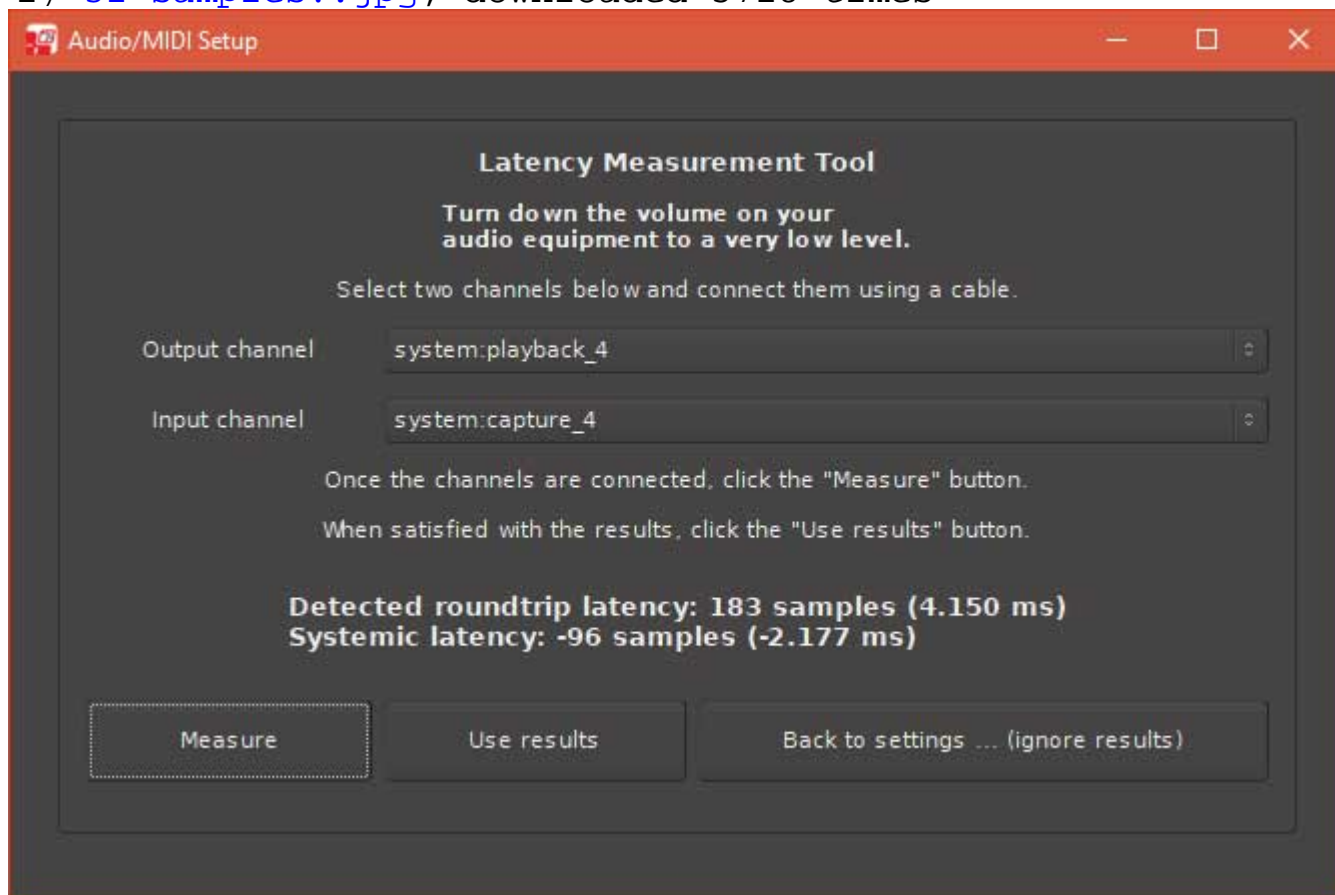 Audio/MIDI Setup
Latency Measurement Tool
Turn down the volume on your
audio equipment to a very low level.
Select two channels below and connect them using a cable.
Output channel system:playback_4
Input channel system:capture_4
Once the channels are connected, click the "Measure" button.
When satisfied with the results, click the "Use results" button.
Detected roundtrip latency: 183 samples (4.150 ms)
Systemic latency: -96 samples (-2.177 ms)
Measure Use results Back to settings ... (ignore results)